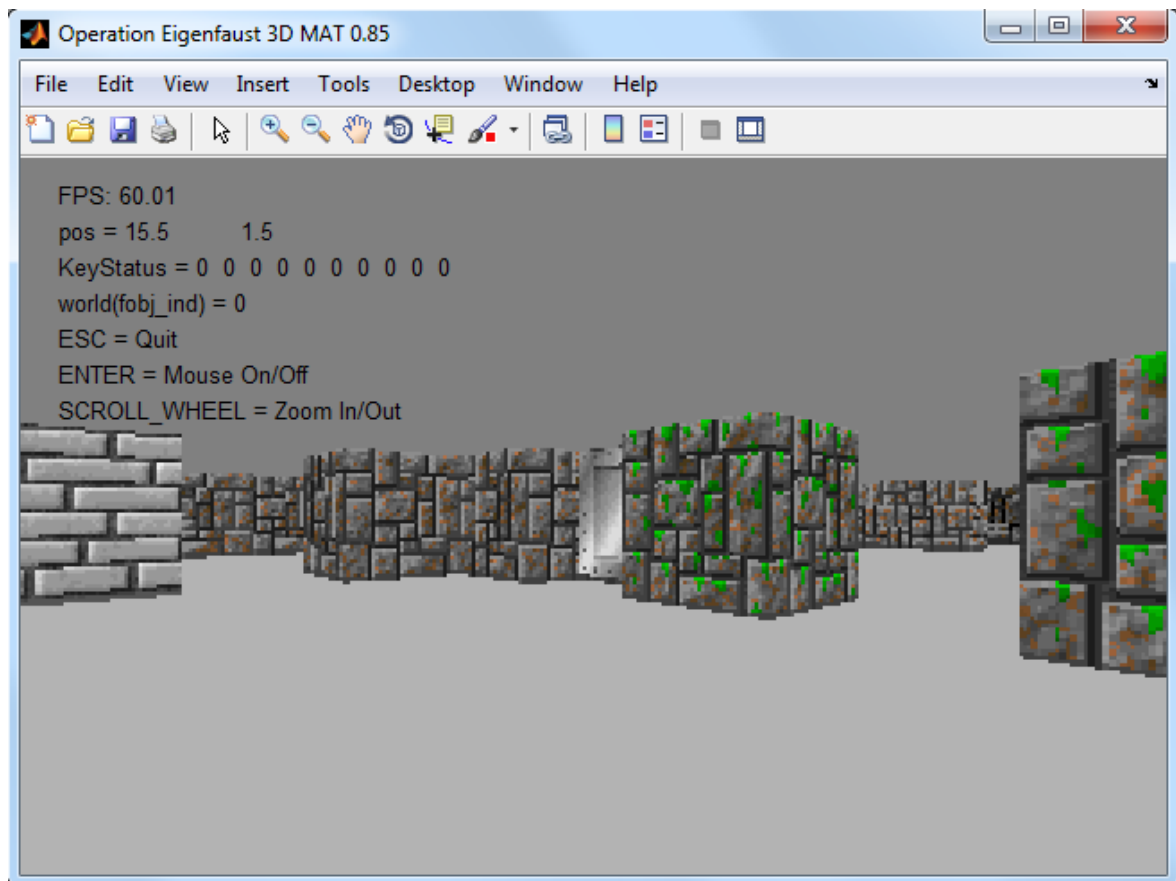 Operation Eigenfaust 3D MAT 0.85
File Edit View Insert Tools Desktop Window Help
FPS: 60.01
pos = 15.5 1.5
KeyStatus = 0 0 0 0 0 0 0 0 0 0
world(fobj_ind) = 0
ESC = Quit
ENTER = Mouse On/Off
SCROLL_WHEEL = Zoom In/Out